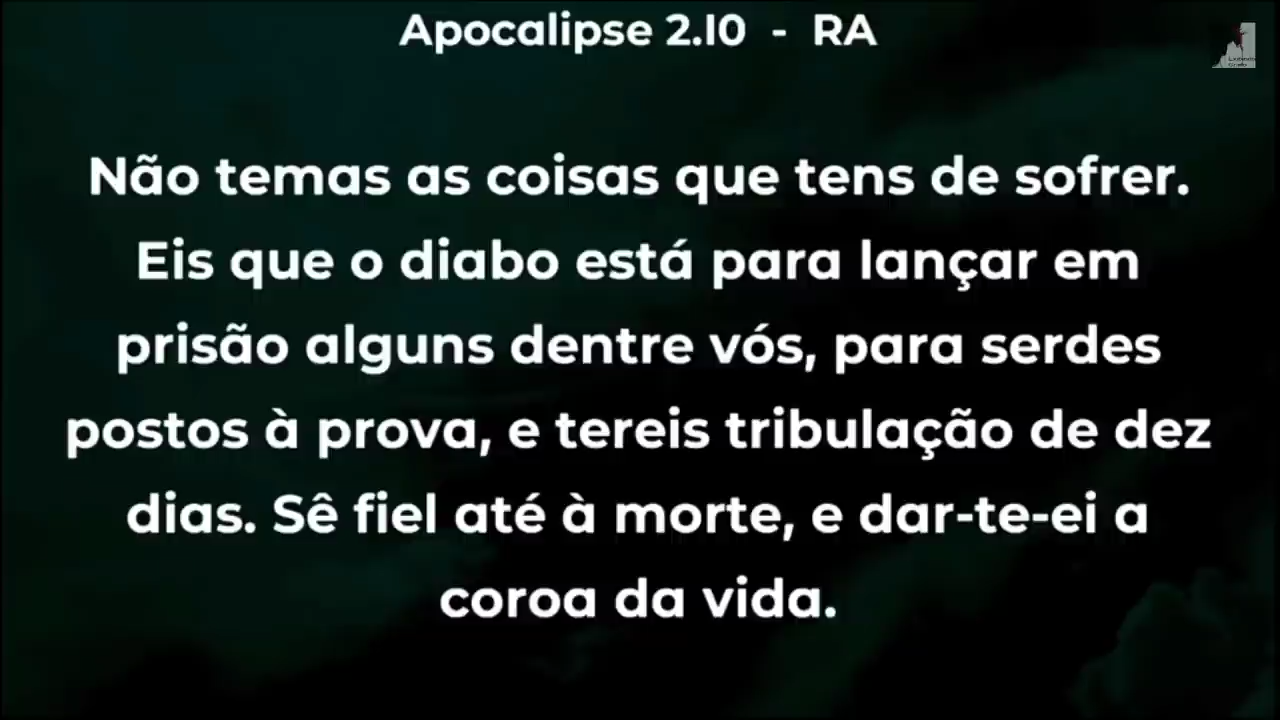 Apocalipse 2.10 - RA
Não temas as coisas que tens de sofrer.
Eis que o diabo está para lançar em
prisão alguns dentre vós, para serdes
postos à prova, e tereis tribulação de dez
dias. Sê fiel até à morte, e dar-te-ei a
coroa da vida.